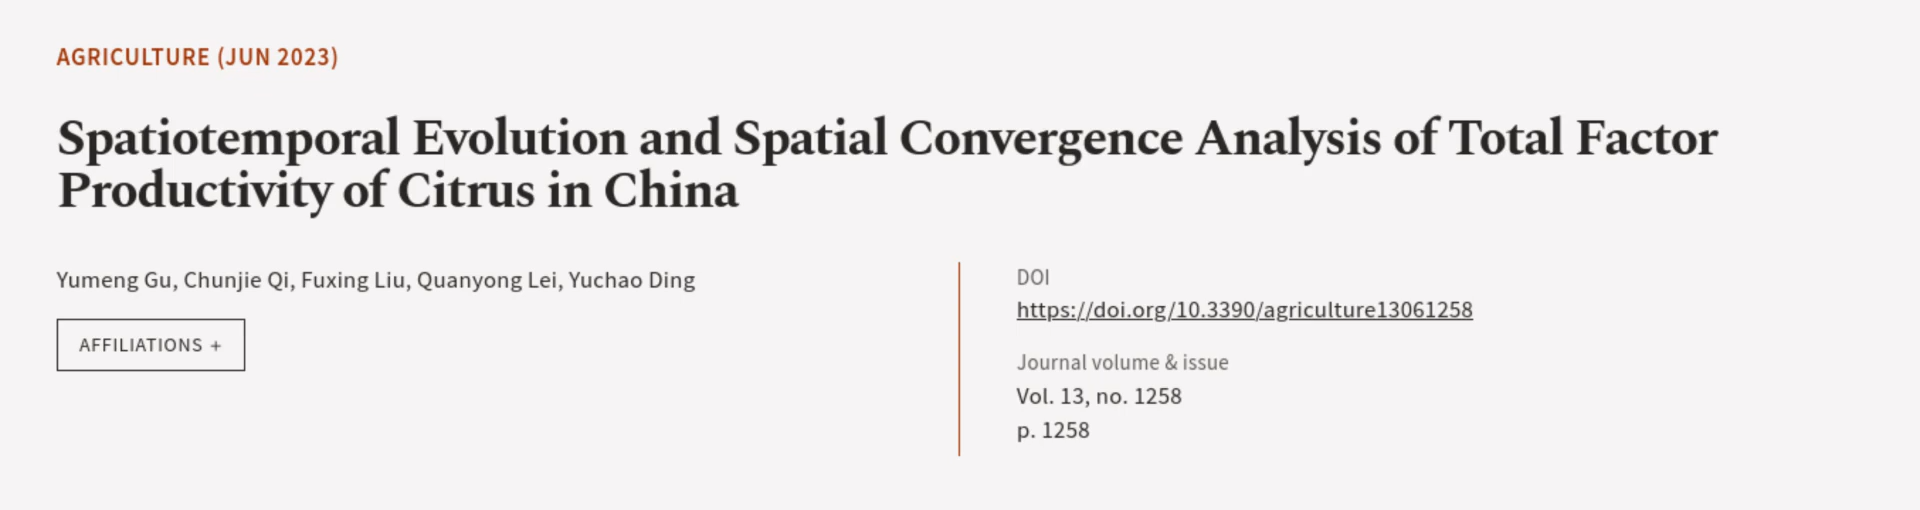 AGRICULTURE (JUN 2023)
Spatiotemporal Evolution and Spatial Convergence Analysis of Total Factor
Productivity of Citrus in China
Yumeng Gu, Chunjie Qi, Fuxing Liu, Quanyong Lei, Yuchao Ding
AFFILIATIONS +
DOI
https://doi.org/10.3390/agriculture13061258
Journal volume & issue
Vol. 13, no. 1258
p. 1258